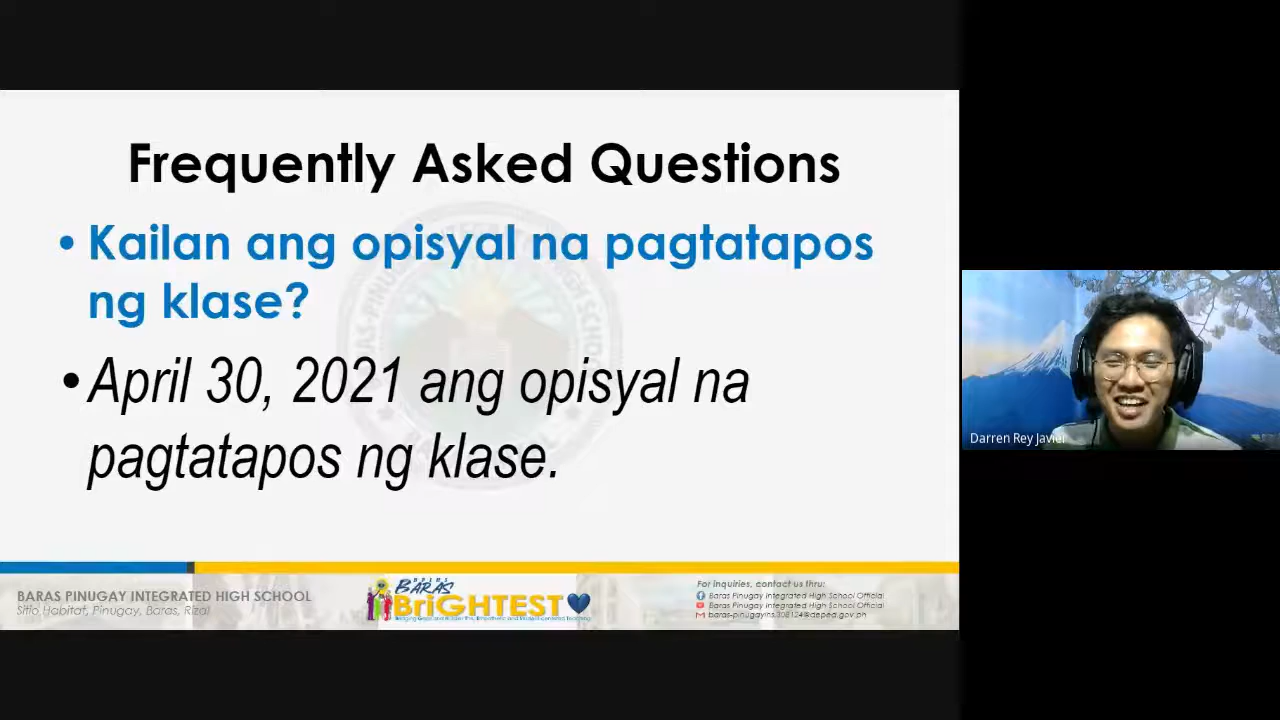 Frequently Asked Questions
• Kailan ang opisyal na pagtatapos
ng klase?
• April 30, 2021 ang opisyal na
pagtatapos ng klase.
Darren Rey Javier
BARAS PINUGAY INTEGRATED HIGH SCHOOL
Sitio Habitat, Pinugay, Baras, Rizal
BARAS
BRiGHTEST
For inquiries, contact us thru:
Baras Pinugay Integrated High School Official
Baras Pinugay Integrated High School Official